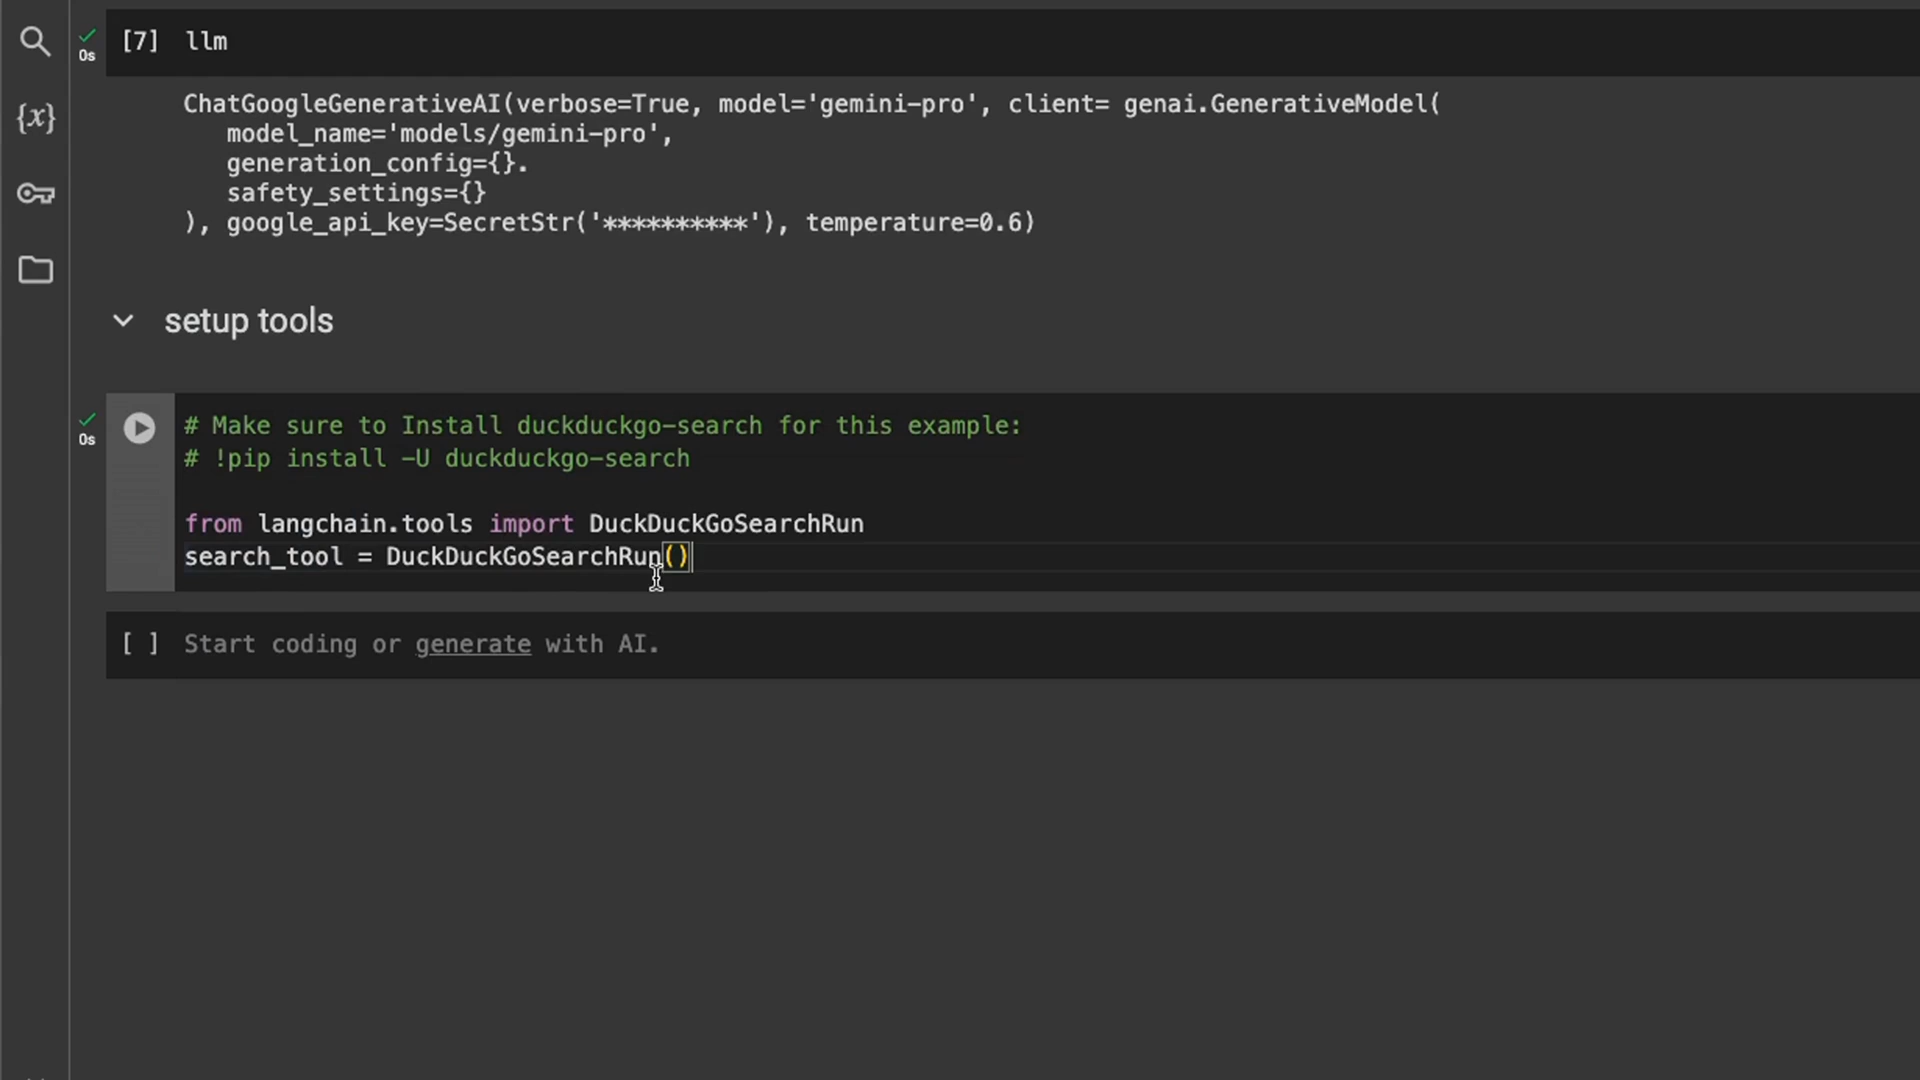 [7] llm
0s
ChatGoogleGenerativeAI(verbose=True, model='gemini-pro', client= genai.GenerativeModel(
model_name='models/gemini-pro',
generation_config={}.
safety_settings={}
), google_api_key=SecretStr('**********'), temperature=0.6)
{x}
setup tools
0s
# Make sure to Install duckduckgo-search for this example:
# !pip install -U duckduckgo-search
from langchain.tools import DuckDuckGoSearchRun
search_tool = DuckDuckGoSearchRun()
[ ] Start coding or generate with AI.